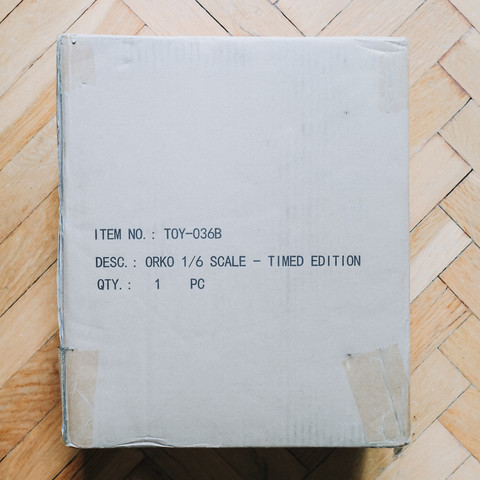 ITEM NO.: TOY-036B
DESC.: ORKO 1/6 SCALE - TIMED EDITION
QTY.: 1 PC